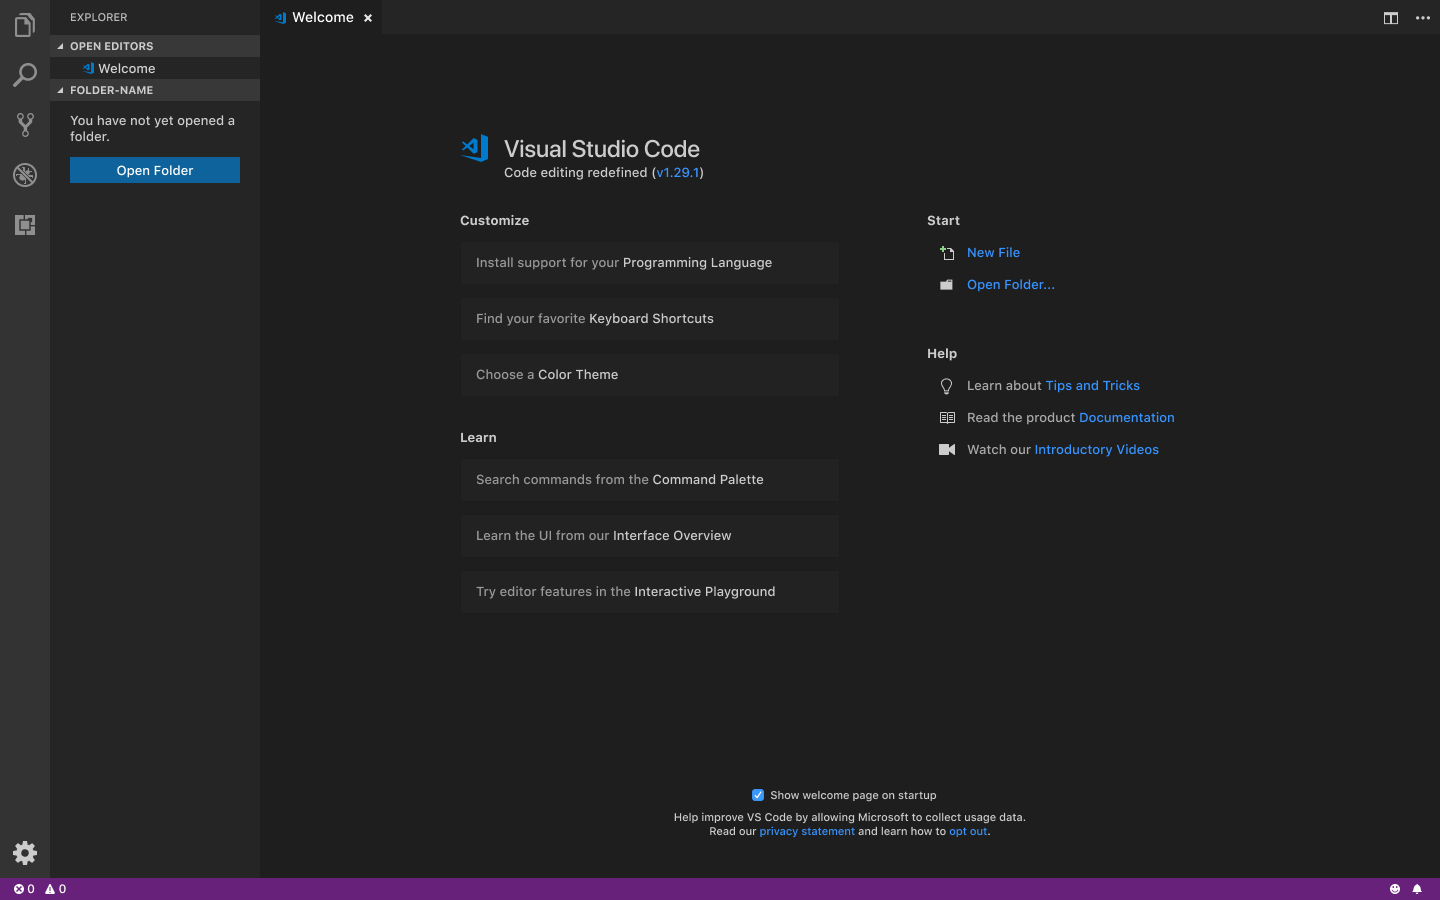 EXPLORER
OPEN EDITORS
Welcome
FOLDER-NAME
You have not yet opened a
folder.
Open Folder
Welcome
Visual Studio Code
Code editing redefined (v1.29.1)
Customize
Install support for your Programming Language
Find your favorite Keyboard Shortcuts
Choose a Color Theme
Learn
Search commands from the Command Palette
Learn the UI from our Interface Overview
Try editor features in the Interactive Playground
Start
New File
Open Folder...
Help
Learn about Tips and Tricks
Read the product Documentation
Watch our Introductory Videos
Show welcome page on startup
Help improve VS Code by allowing Microsoft to collect usage data.
Read our privacy statement and learn how to opt out.
0 0